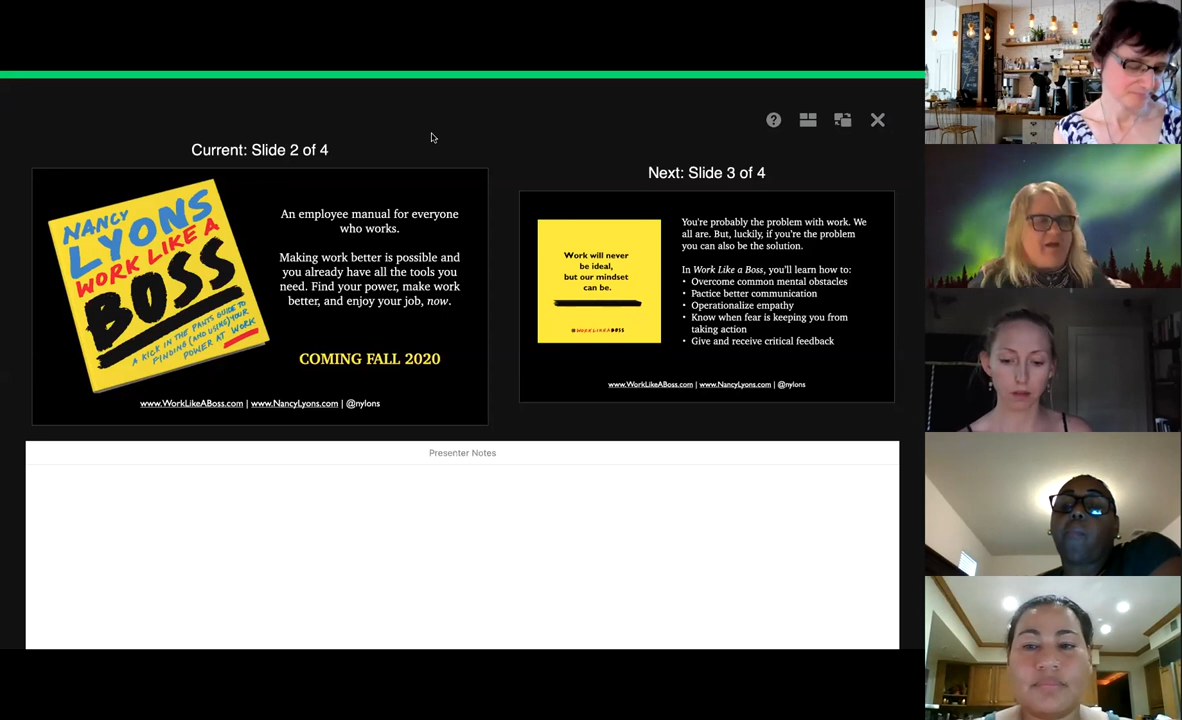 Current: Slide 2 of 4
NANCY
LYONS
WORK LIKE A
BOSS
A KICK IN THE PANTS GUIDE TO
FINDING (AND USING) YOUR
POWER AT WORK
An employee manual for everyone
who works.
Making work better is possible and
you already have all the tools you
need. Find your power, make work
better, and enjoy your job, now.
COMING FALL 2020
www.WorkLikeABoss.com | www.NancyLyons.com | @nylons
Next: Slide 3 of 4
Work will never
be ideal,
but our mindset
can be.
@WORKLIKEABOSS
You're probably the problem with work. We
all are. But, luckily, if you're the problem
you can also be the solution.
In Work Like a Boss, you'll learn how to:
• Overcome common mental obstacles
• Pactice better communication
• Operationalize empathy
• Know when fear is keeping you from
taking action
• Give and receive critical feedback
www.WorkLikeABoss.com | www.NancyLyons.com | @nylons
Presenter Notes